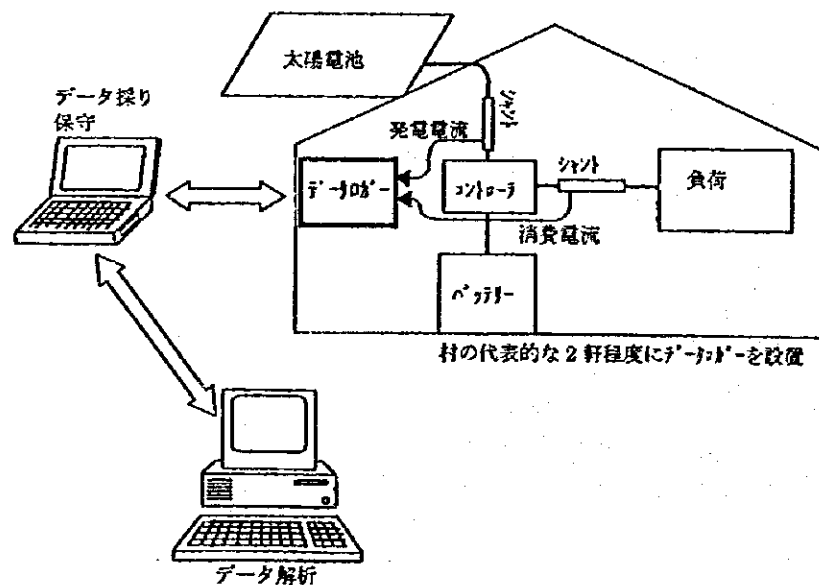 太陽電池
データ採り
保守
シャント
発電電流
データロガー
コントローラ
シャント
負荷
消費電流
バッテリー
村の代表的な2軒程度にデータロガーを設置
データ解析